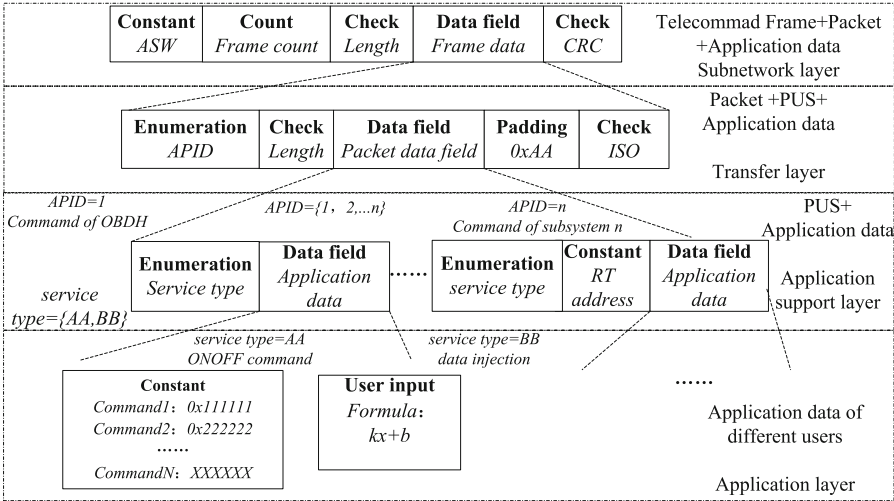 Constant Count Check Data field Check
ASW Frame count Length Frame data CRC
Telecommad Frame+Packet
+Application data
Subnetwork layer
Packet +PUS+
Application data
Enumeration Check Data field Padding Check
APID Length Packet data field 0xAA ISO
Transfer layer
APID=1
Commamd of OBDH
APID={1，2,...n}
APID=n
Command of subsystem n
PUS+
Application data
Enumeration
Service type
Data field
Application
data
……
Enumeration
service type
Constant
RT
address
Data field
Application
data
Application
support layer
service
type={AA,BB}
service type=AA
ONOFF command
service type=BB
data injection
Constant
Command1：0x111111
Command2：0x222222
……
CommandN：XXXXXX
User input
Formula：
kx+b
……
Application data of
different users
Application layer